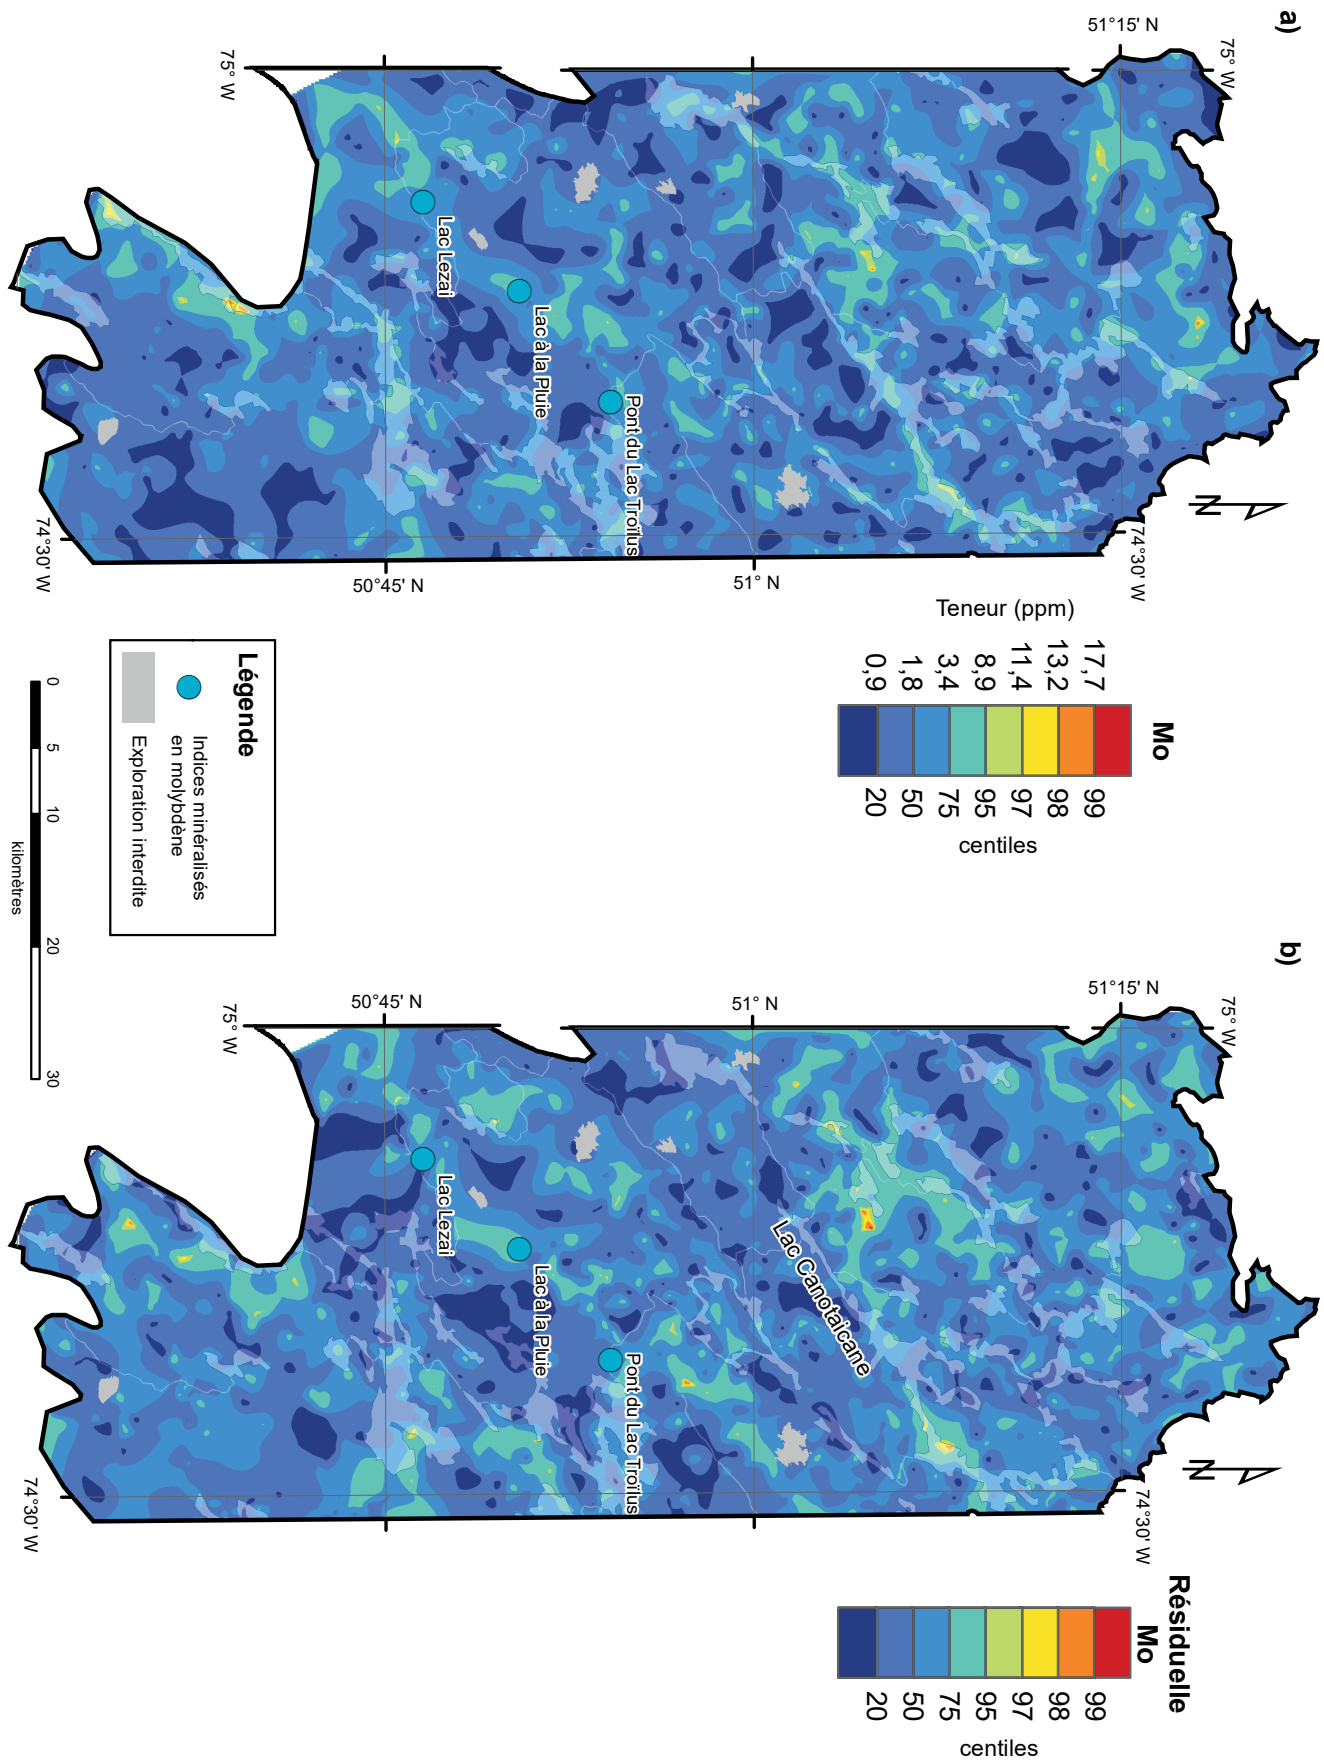 a)
75° W
51°15' N
75° W
Lac Lezai
Lac à la Pluie
Pont du Lac Troïlus
N
74°30' W
50°45' N
51° N
74°30' W
Mo
Teneur (ppm)
17,7
13,2
11,4
8,9
3,4
1,8
0,9
99
98
97
95
75
50
20
centiles
Légende
Indices minéralisés
en molybdène
Exploration interdite
0
5
10
20
30
kilomètres
b)
75° W
50°45' N
51° N
51°15' N
75° W
Lac Lezai
Lac à la Pluie
Pont du Lac Troïlus
Lac Canotaicane
N
74°30' W
74°30' W
Résiduelle
Mo
99
98
97
95
75
50
20
centiles